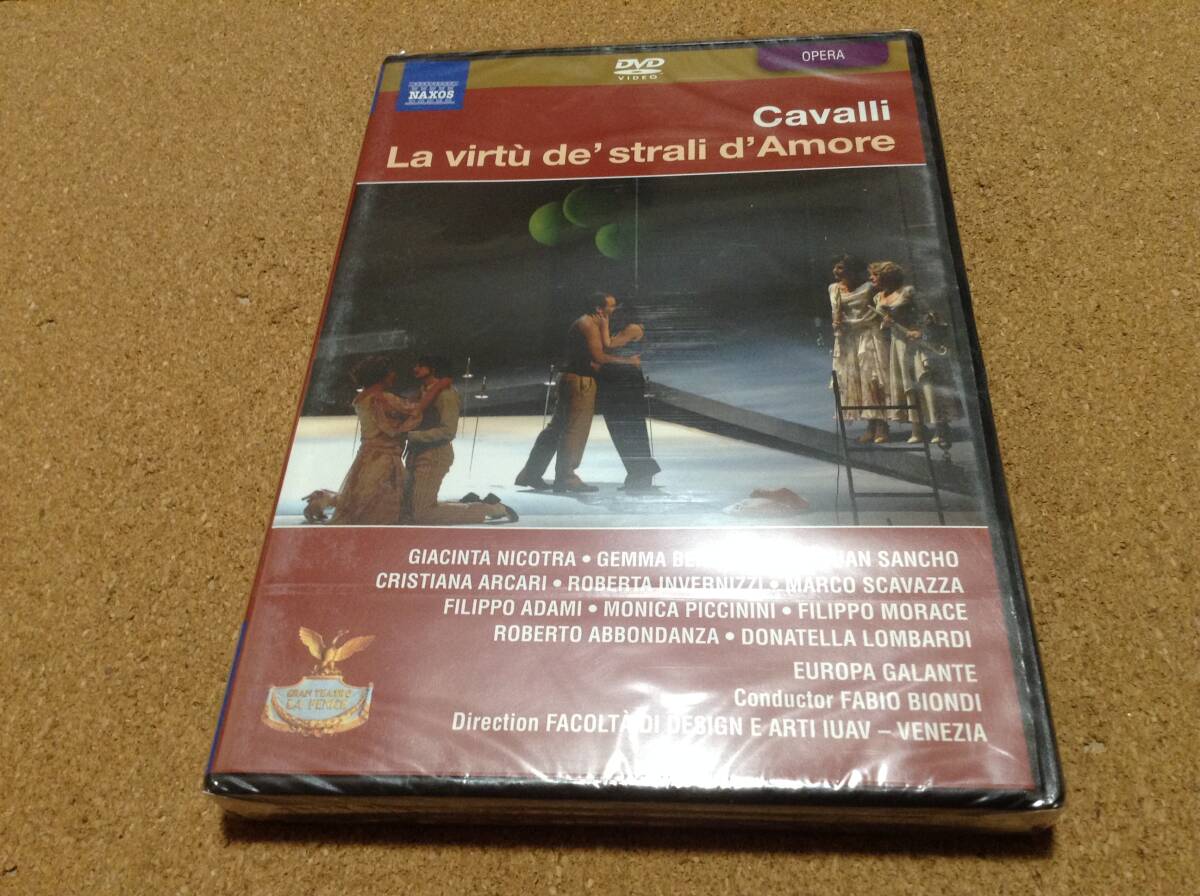 DVD
VIDEO
OPERA
NAXOS
Cavalli
La virtù de' strali d'Amore
GIACINTA NICOTRA • GEMMA SANCHO
CRISTIANA ARCARI • ROBERTA INVERNIZZI • MARCO SCAVAZZA
FILIPPO ADAMI • MONICA PICCININI • FILIPPO MORACE
ROBERTO ABBONDANZA • DONATELLA LOMBARDI
EUROPA GALANTE
Conductor FABIO BIONDI
Direction FACOLTÀ DI DESIGN E ARTI IUAV – VENEZIA
GRAN TEATRO
LA FENICE